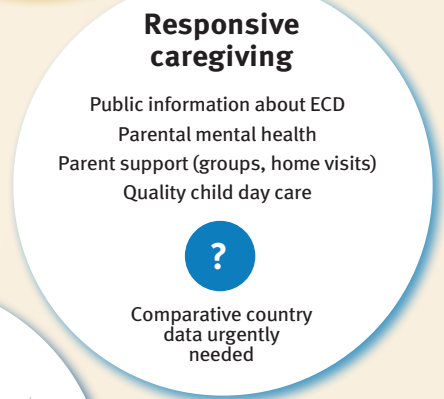 Responsive
caregiving
Public information about ECD
Parental mental health
Parent support (groups, home visits)
Quality child day care
?
Comparative country
data urgently
needed